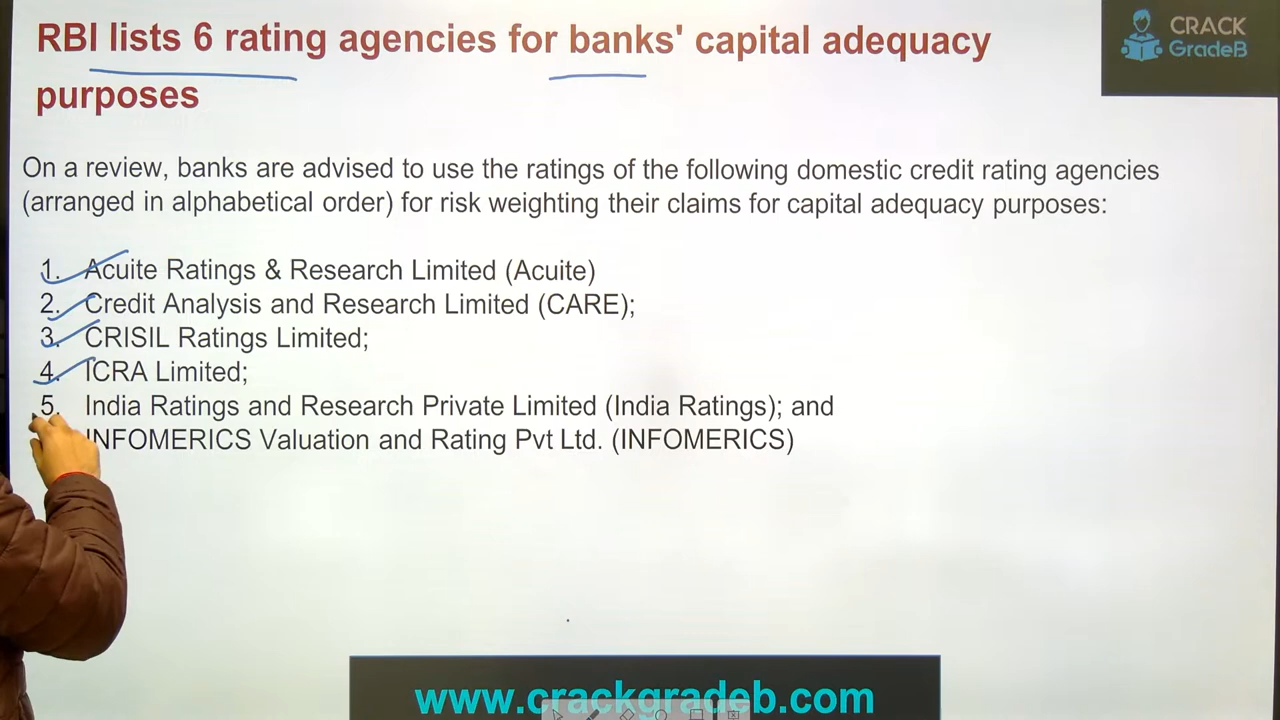 RBI lists 6 rating agencies for banks' capital adequacy
purposes
CRACK
GradeB
On a review, banks are advised to use the ratings of the following domestic credit rating agencies
(arranged in alphabetical order) for risk weighting their claims for capital adequacy purposes:
1. Acuite Ratings & Research Limited (Acuite)
2. Credit Analysis and Research Limited (CARE);
3. CRISIL Ratings Limited;
4. ICRA Limited;
5. India Ratings and Research Private Limited (India Ratings); and
INFOMERICS Valuation and Rating Pvt Ltd. (INFOMERICS)
www.crackgradeb.com